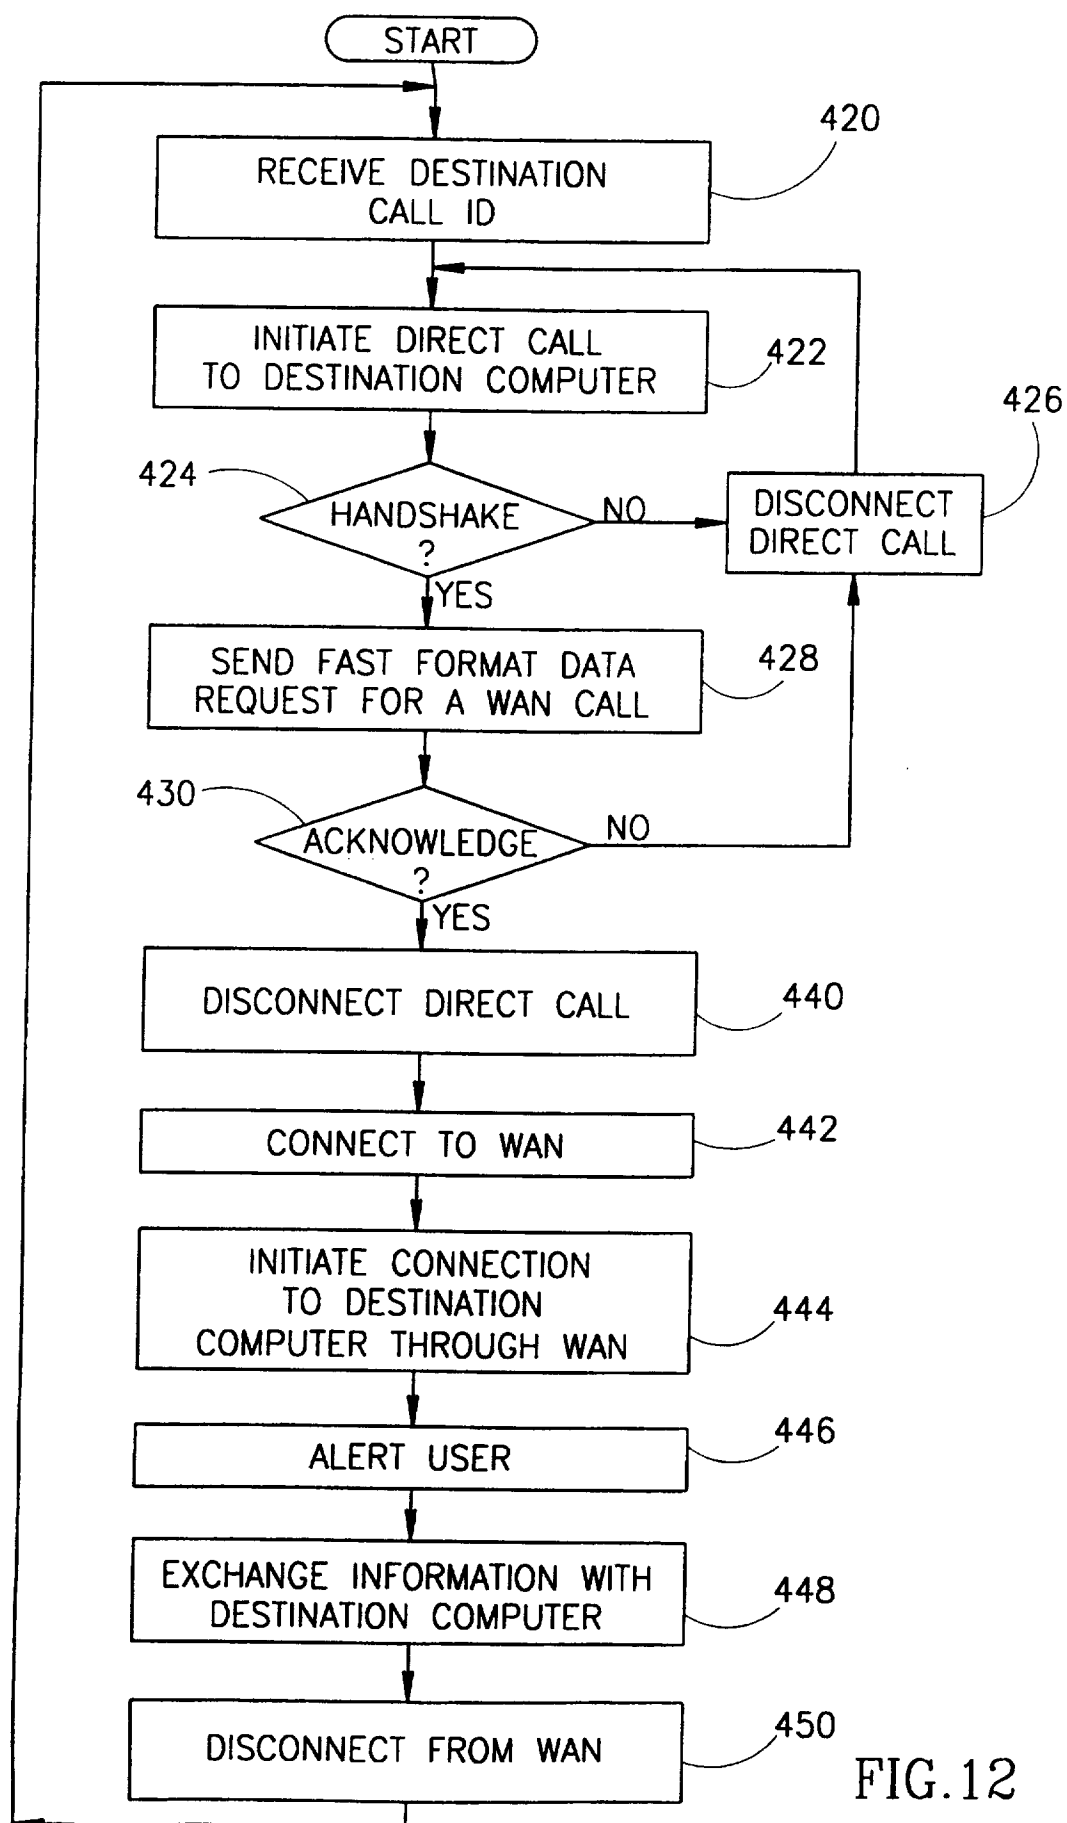 START
420
RECEIVE DESTINATION
CALL ID
INITIATE DIRECT CALL
TO DESTINATION COMPUTER
422
426
424
HANDSHAKE
?
NO
DISCONNECT
DIRECT CALL
YES
SEND FAST FORMAT DATA
REQUEST FOR A WAN CALL
428
430
ACKNOWLEDGE
?
NO
YES
DISCONNECT DIRECT CALL
440
CONNECT TO WAN
442
INITIATE CONNECTION
TO DESTINATION
COMPUTER THROUGH WAN
444
ALERT USER
446
EXCHANGE INFORMATION WITH
DESTINATION COMPUTER
448
DISCONNECT FROM WAN
450
FIG.12